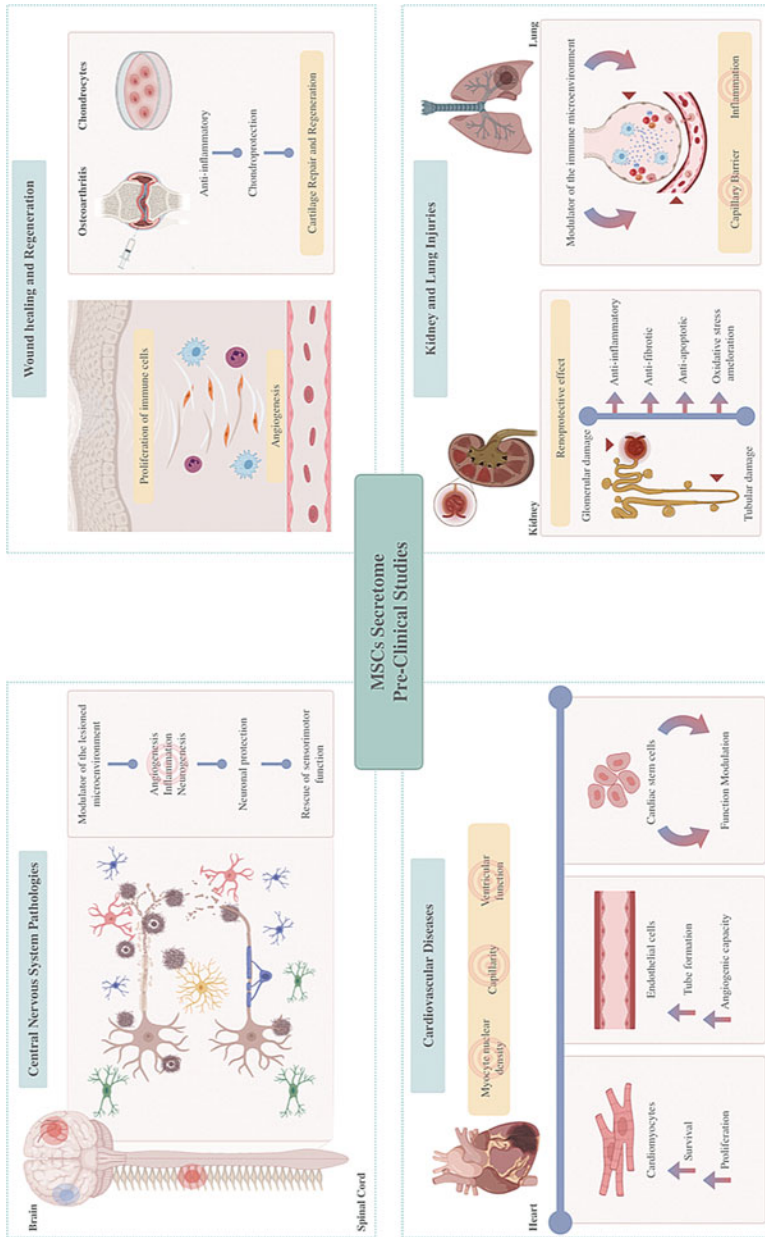 MSCs Secretome
Pre-Clinical Studies
Central Nervous System Pathologies
Brain
Spinal Cord
Modulator of the lesioned
microenvironment
Angiogenesis
Inflammation
Neurogenesis
Neuronal protection
Rescue of sensorimotor
function
Wound healing and Regeneration
Proliferation of immune cells
Angiogenesis
Osteoarthritis
Chondrocytes
Anti-inflammatory
Chondroprotection
Cartilage Repair and Regeneration
Cardiovascular Diseases
Heart
Myocyte nuclear
density
Capillarity
Ventricular
function
Cardiomyocytes
Survival
Proliferation
Endothelial cells
Tube formation
Angiogenic capacity
Cardiac stem cells
Function Modulation
Kidney and Lung Injuries
Kidney
Renoprotective effect
Glomerular damage
Tubular damage
Anti-inflammatory
Anti-fibrotic
Anti-apoptotic
Oxidative stress
ameloration
Lung
Modulator of the immune microenvironment
Capillary Barrier
Inflammation